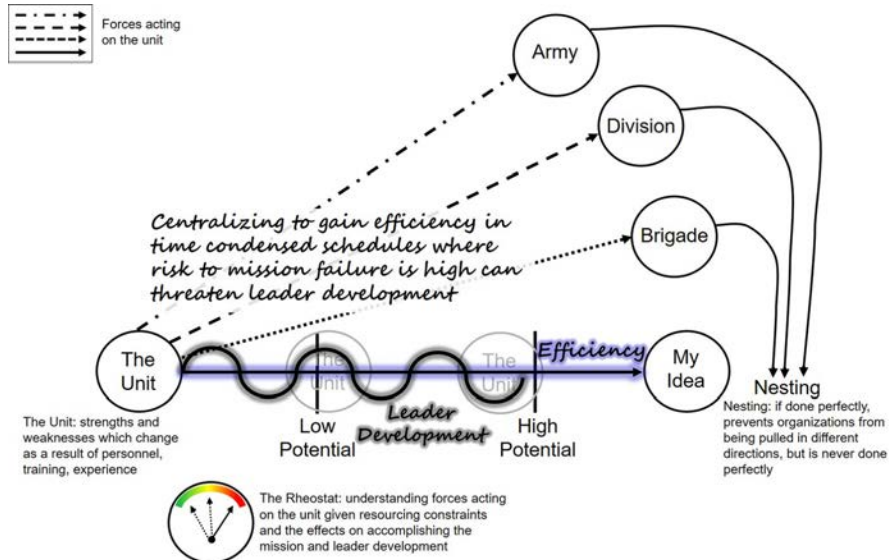 Forces acting
on the unit
Army
Division
Brigade
Centralizing to gain efficiency in
time condensed schedules where
risk to mission failure is high can
threaten leader development
The
Unit
The
Unit
The
Unit
Efficiency
My
Idea
Leader
Development
Low
Potential
High
Potential
Nesting
Nesting: if done perfectly,
prevents organizations from
being pulled in different
directions, but is never done
perfectly
The Unit: strengths and
weaknesses which change
as a result of personnel,
training, experience
The Rheostat: understanding forces acting
on the unit given resourcing constraints
and the effects on accomplishing the
mission and leader development